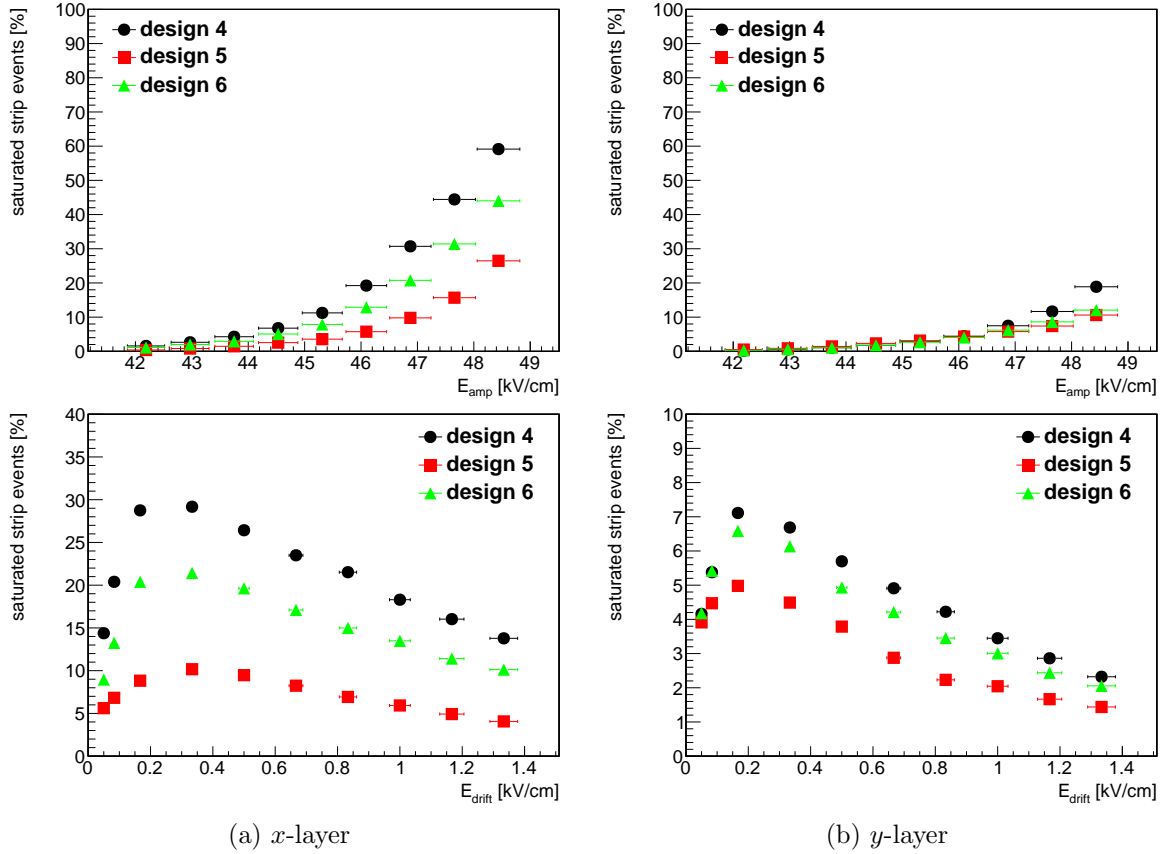 saturated strip events [%]
100
90
80
70
60
50
40
30
20
10
0
design 4
design 5
design 6
42 43 44 45 46 47 48 49
E_amp [kV/cm]
saturated strip events [%]
100
90
80
70
60
50
40
30
20
10
0
design 4
design 5
design 6
42 43 44 45 46 47 48 49
E_amp [kV/cm]
saturated strip events [%]
40
35
30
25
20
15
10
5
0
design 4
design 5
design 6
0 0.2 0.4 0.6 0.8 1 1.2 1.4
E_drift [kV/cm]
saturated strip events [%]
10
9
8
7
6
5
4
3
2
1
0
design 4
design 5
design 6
0 0.2 0.4 0.6 0.8 1 1.2 1.4
E_drift [kV/cm]
(a) x-layer
(b) y-layer